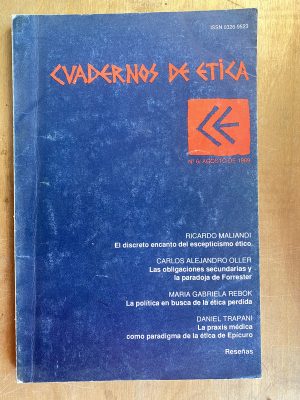 ISSN 0326-9523
CUADERNOS DE ETICA
CE
Nº 8/ AGOSTO DE 1989
RICARDO MALIANDI
El discreto encanto del escepticismo ético
CARLOS ALEJANDRO OLLER
Las obligaciones secundarias y
la paradoja de Forrester
MARIA GABRIELA REBOK
La política en busca de la ética perdida
DANIEL TRAPANI
La praxis médica
como paradigma de la ética de Epicuro
Reseñas